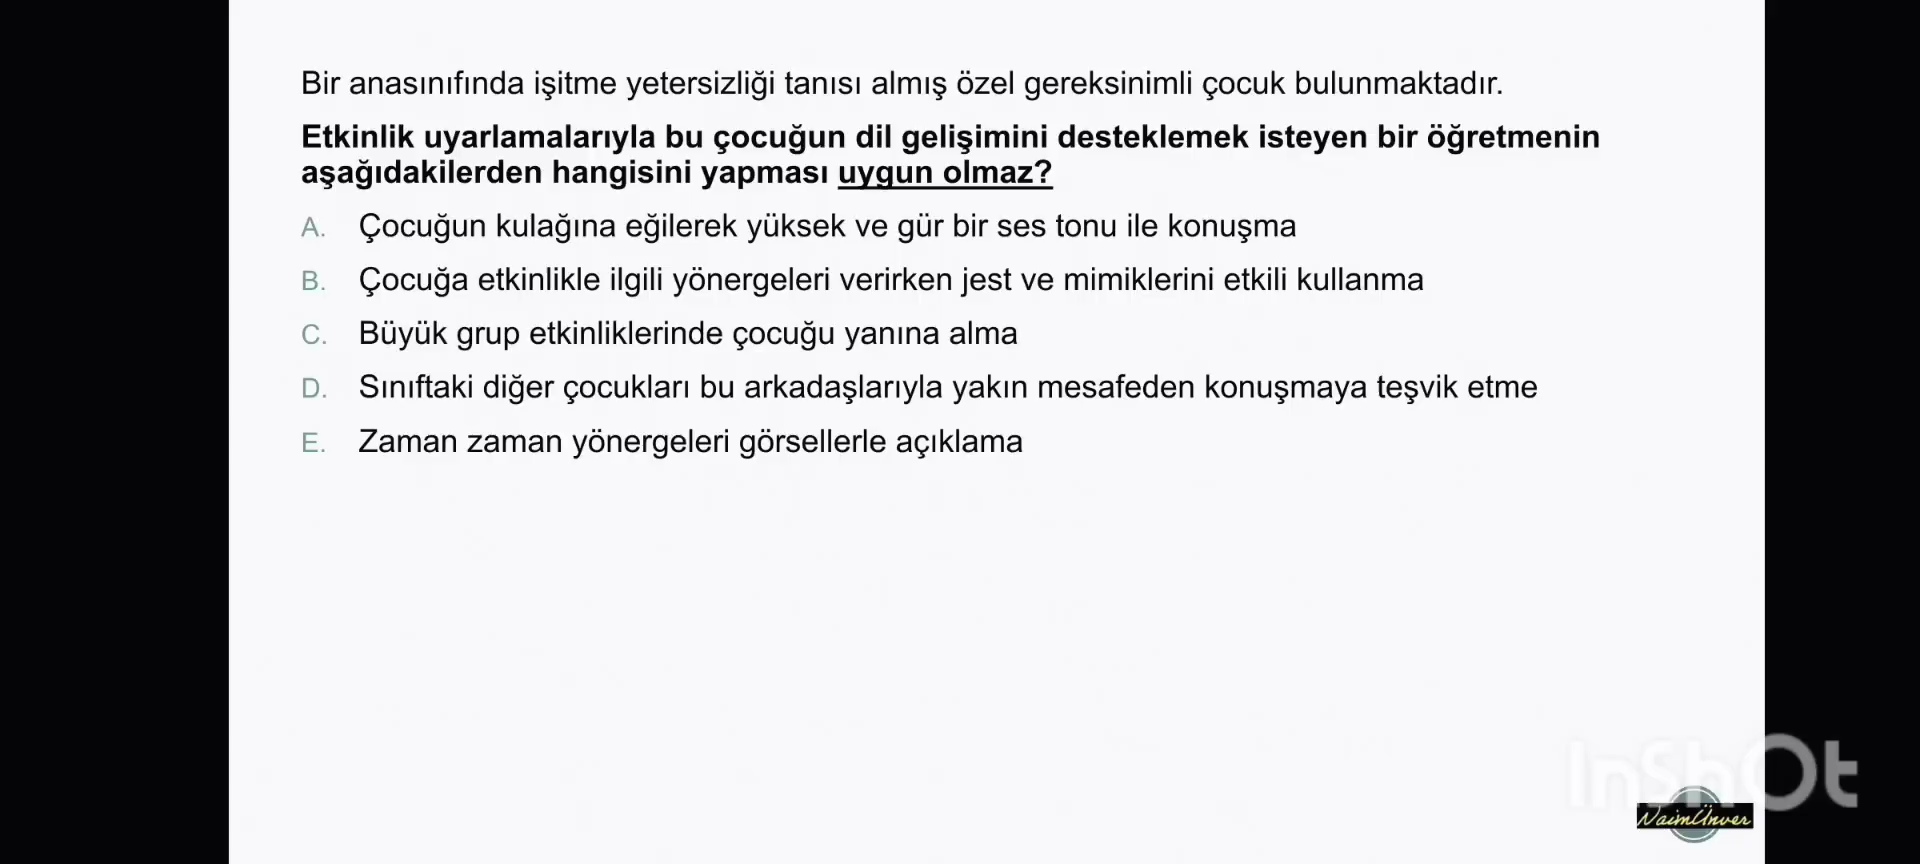 Bir anasınıfında işitme yetersizliği tanısı almış özel gereksinimli çocuk bulunmaktadır.
Etkinlik uyarlamalarıyla bu çocuğun dil gelişimini desteklemek isteyen bir öğretmenin
aşağıdakilerden hangisini yapması uygun olmaz?
A. Çocuğun kulağına eğilerek yüksek ve gür bir ses tonu ile konuşma
B. Çocuğa etkinlikle ilgili yönergeleri verirken jest ve mimiklerini etkili kullanma
C. Büyük grup etkinliklerinde çocuğu yanına alma
D. Sınıftaki diğer çocukları bu arkadaşlarıyla yakın mesafeden konuşmaya teşvik etme
E. Zaman zaman yönergeleri görsellerle açıklama
InShOt
NaimÜnver